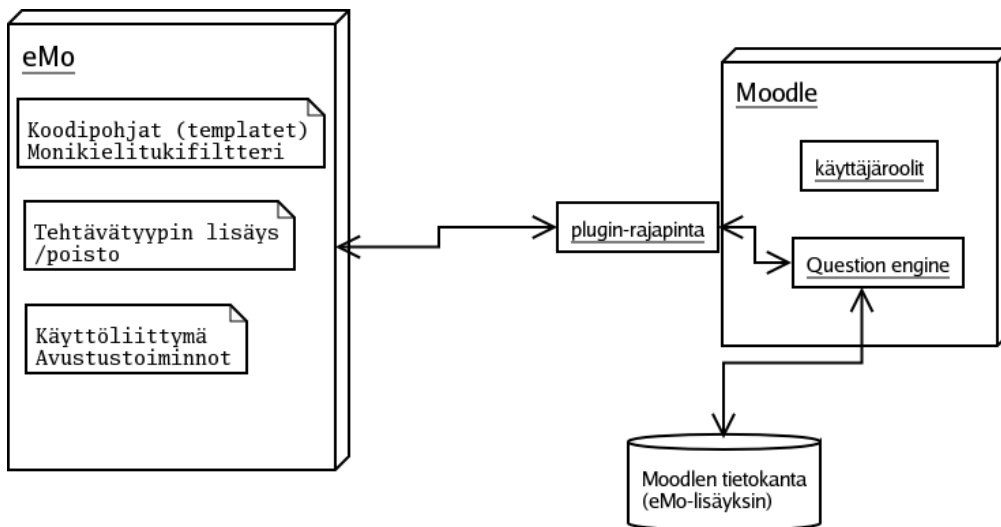 eMo
Koodipohjat (templatet)
Monikielitukifiltteri
Tehtävätyypin lisäys
/poisto
Käyttöliittymä
Avustustoiminnot
plugin-rajapinta
Moodle
käyttäjäroolit
Question engine
Moodlen tietokanta
(eMo-lisäyksin)